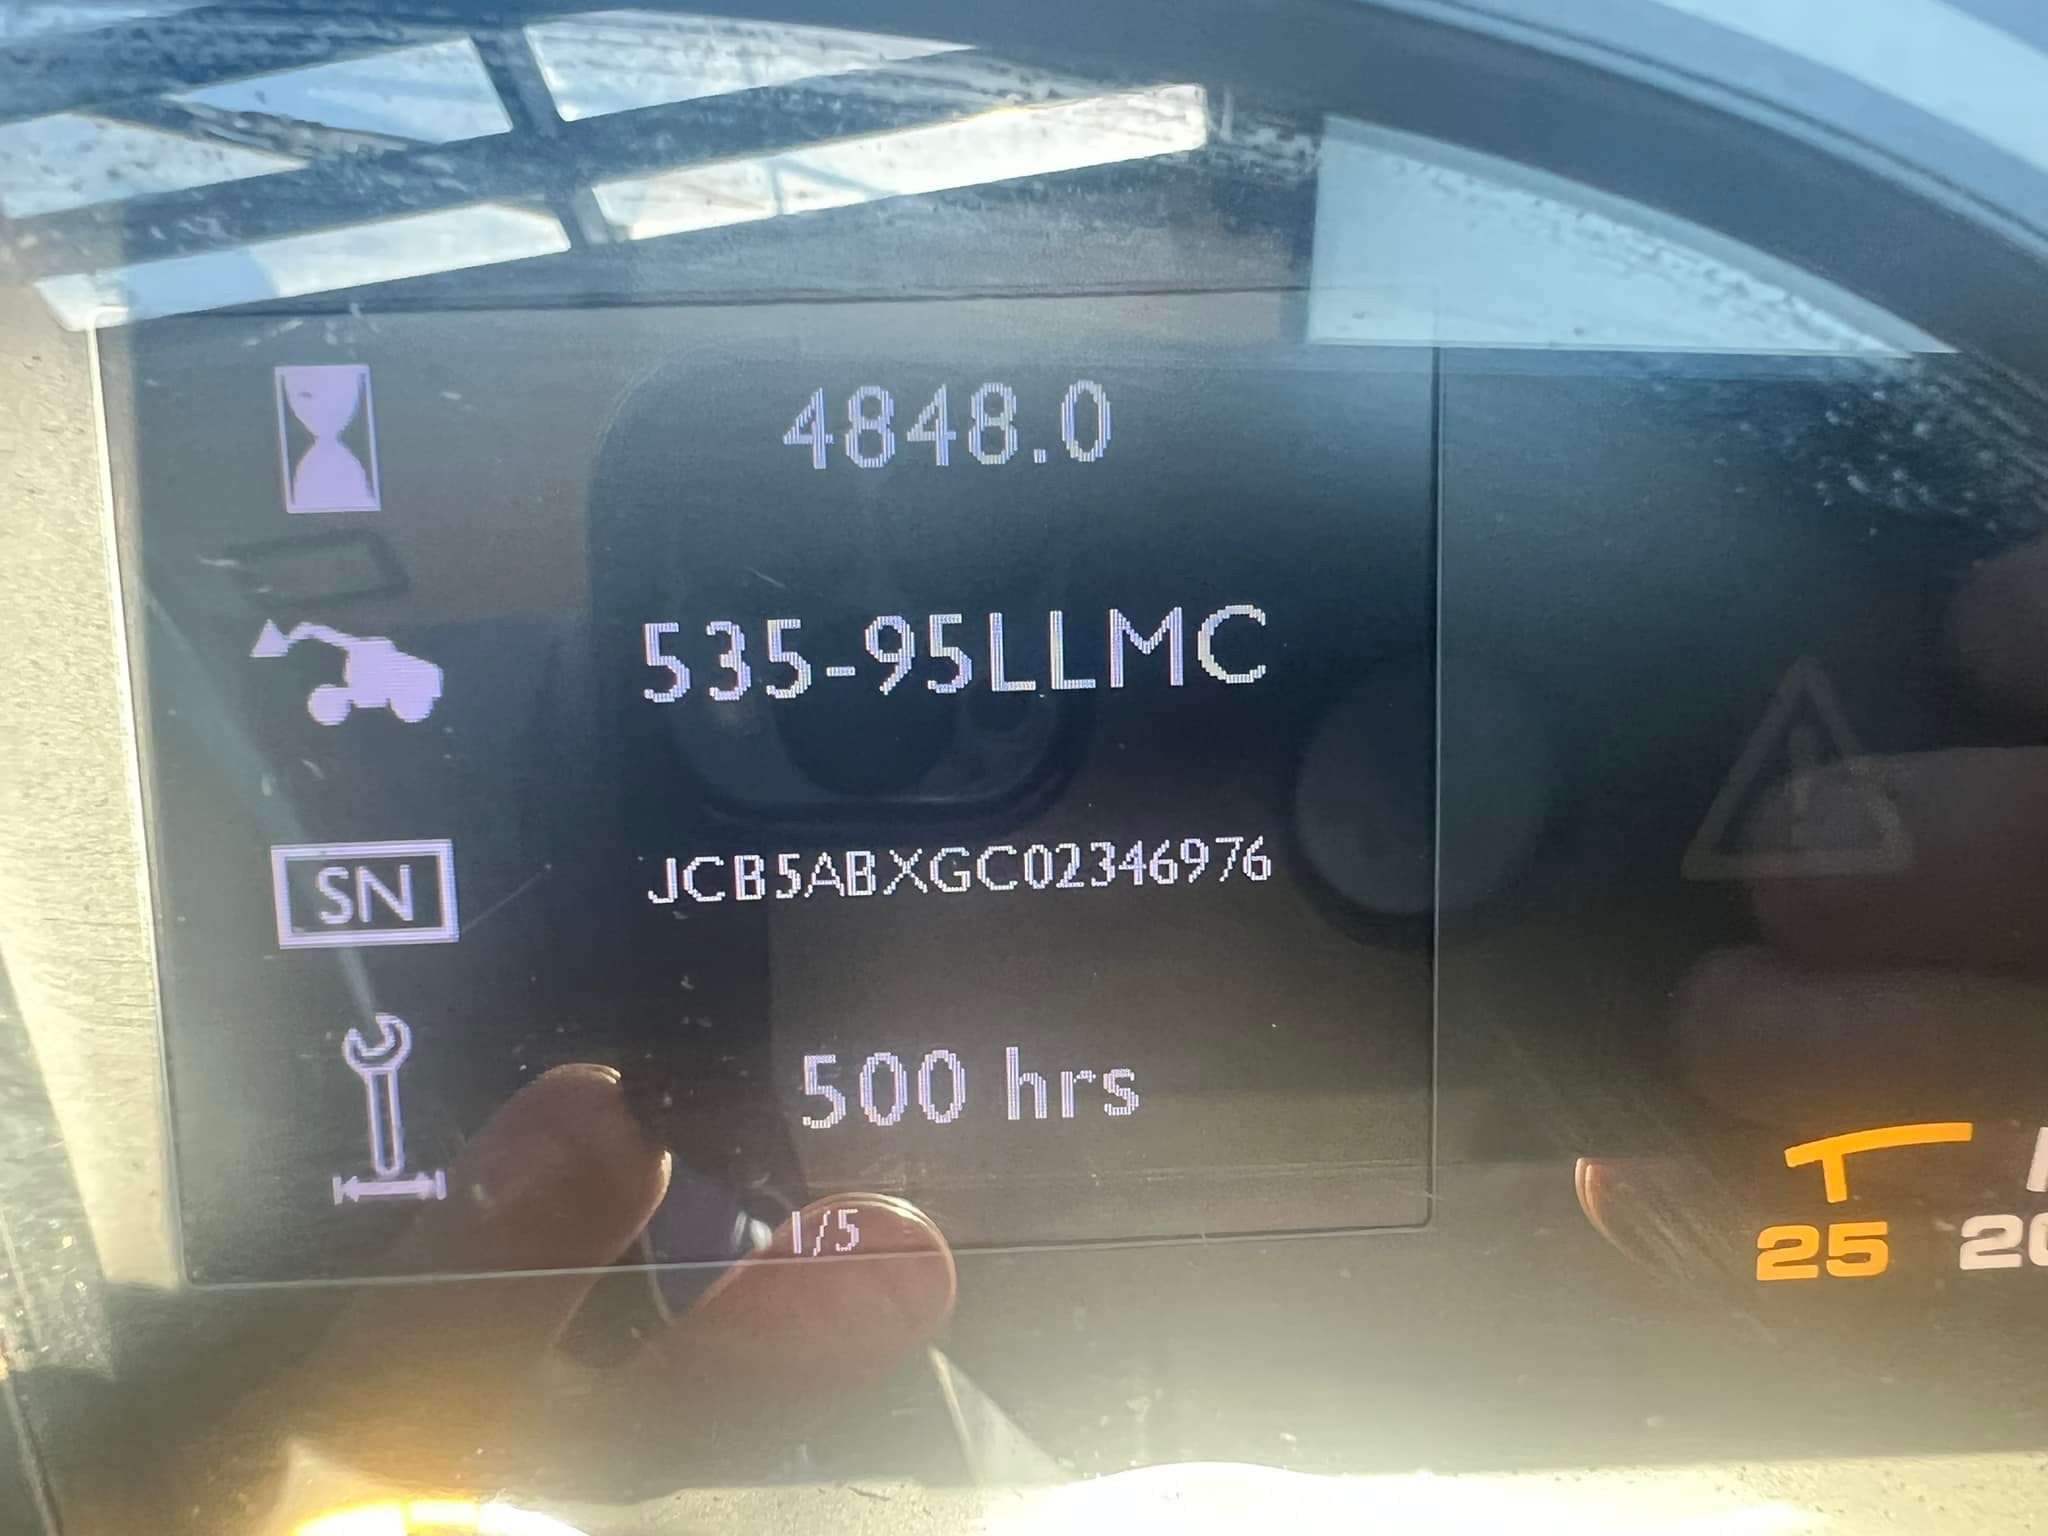 4848.0
535-95LLMC
SN
JCB5ABXGC02346976
500 hrs
1/5
25